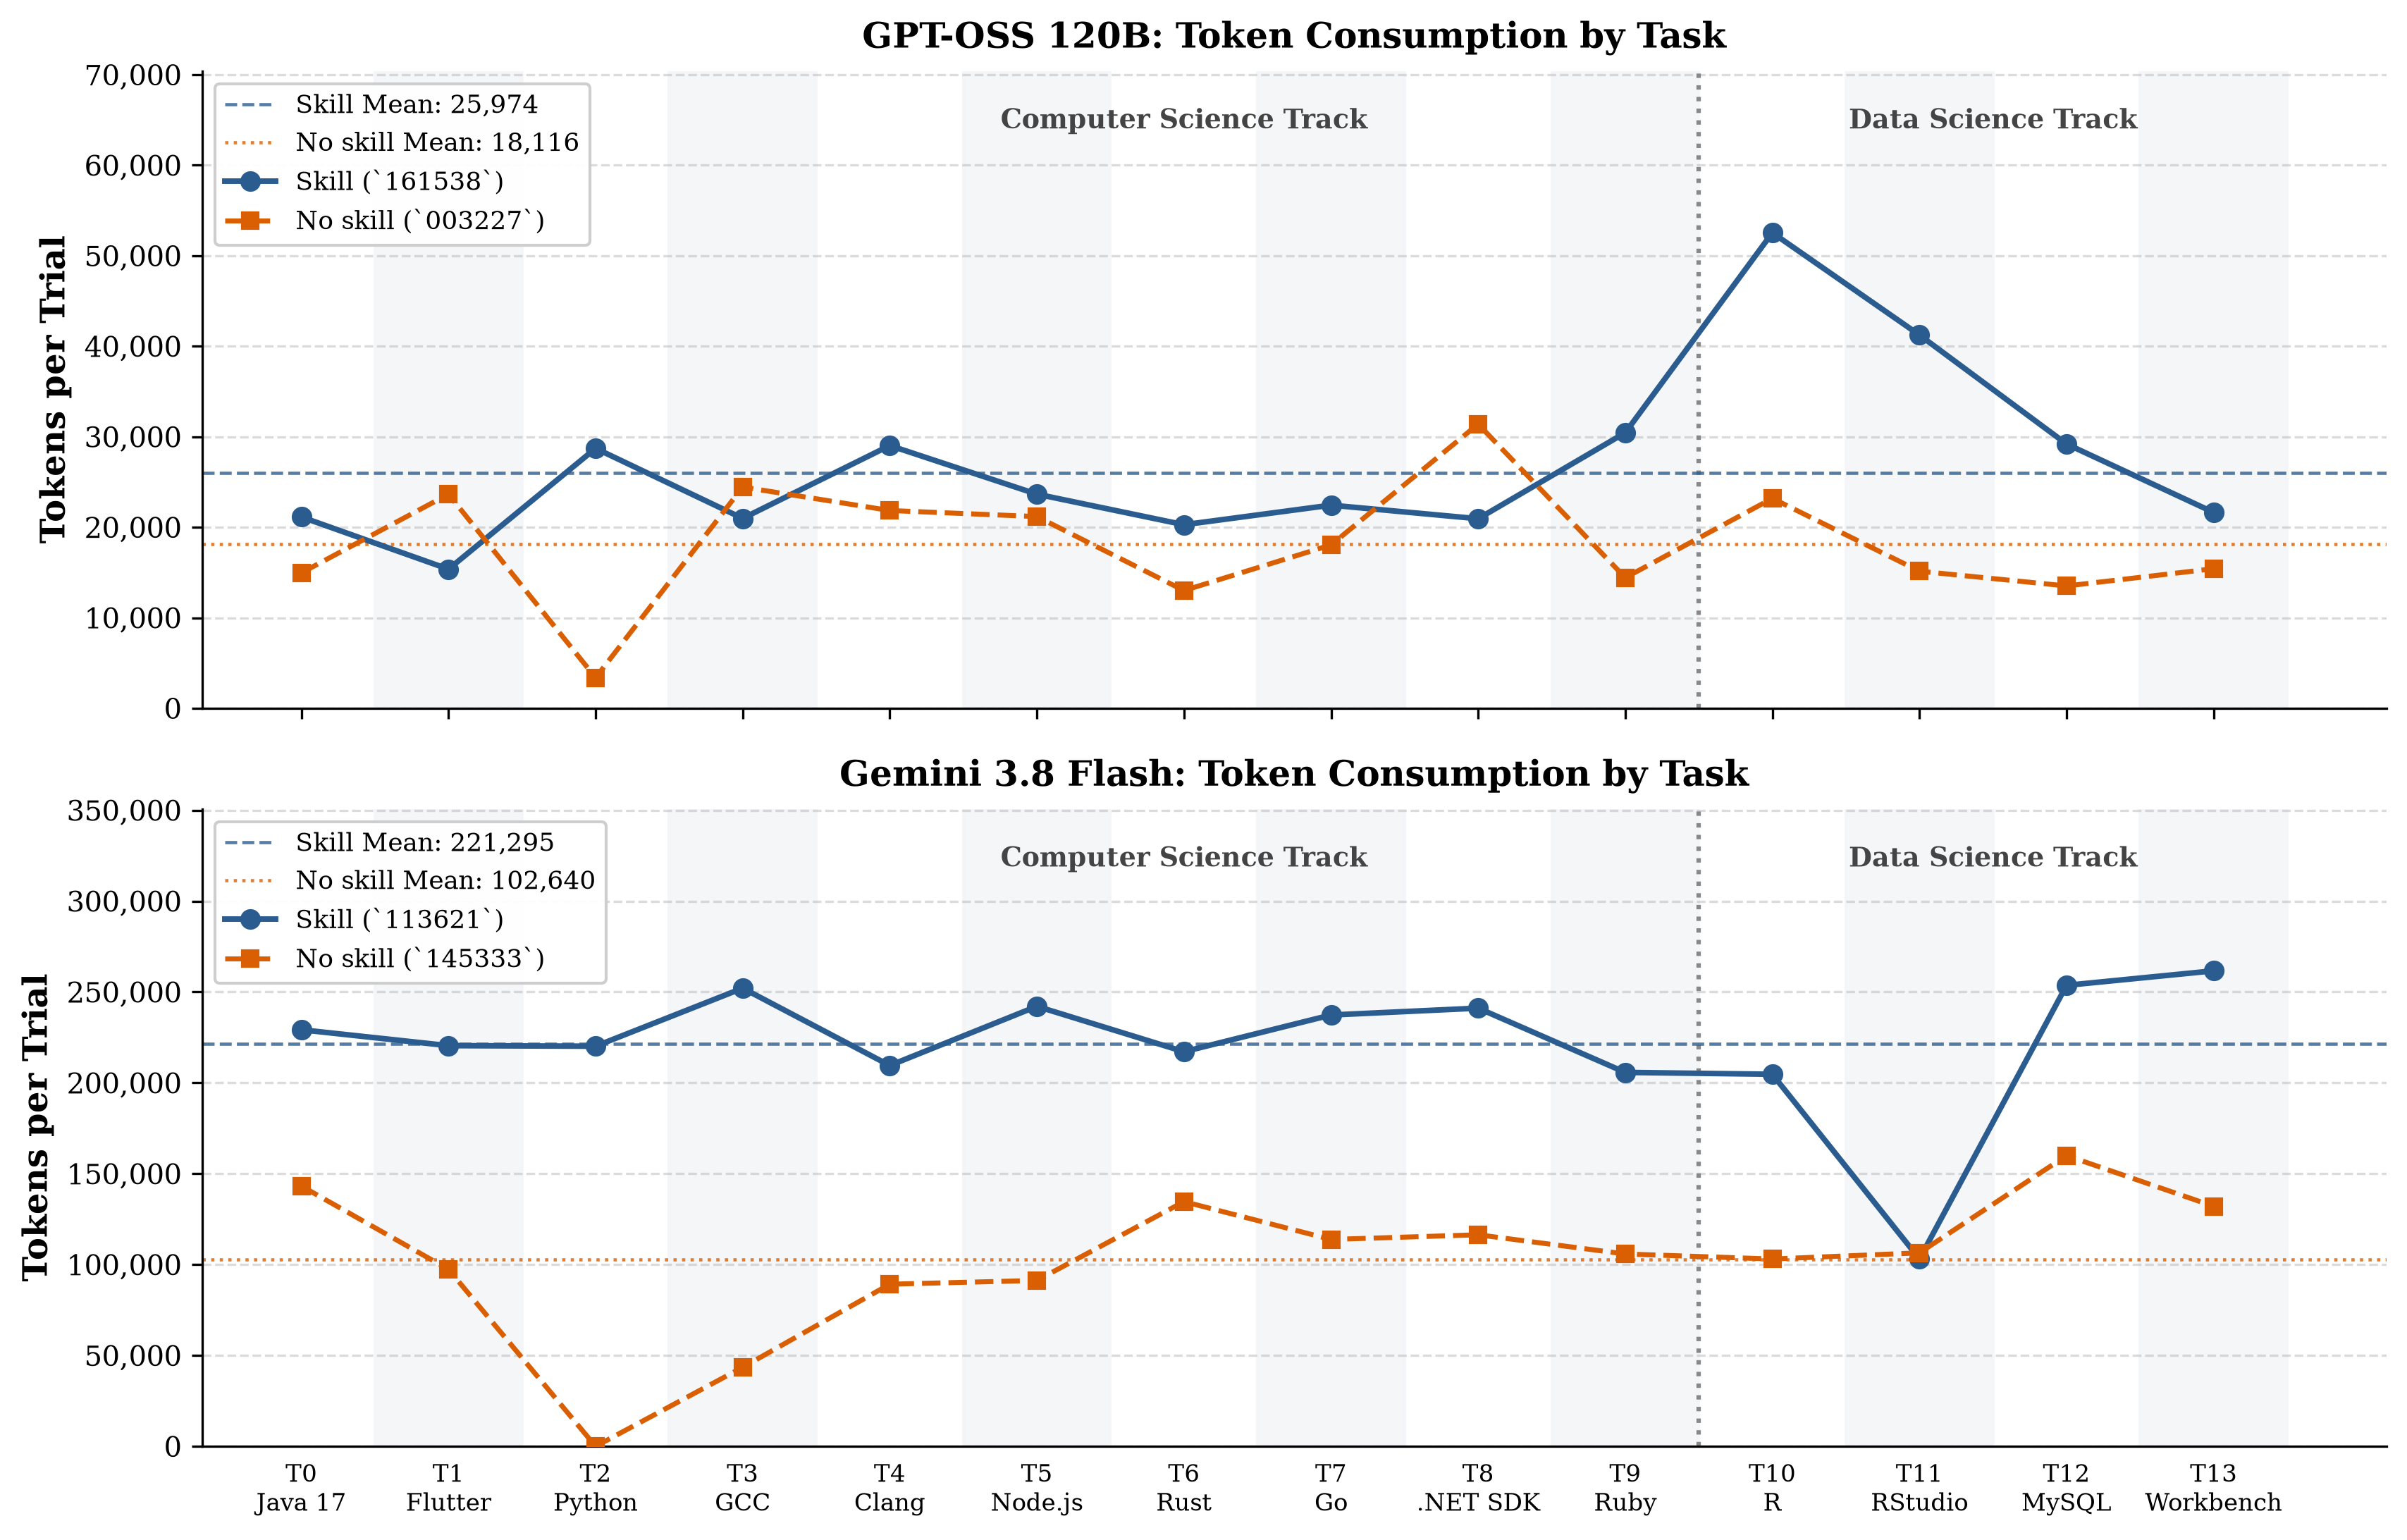 GPT-OSS 120B: Token Consumption by Task
70,000
60,000
50,000
40,000
30,000
20,000
10,000
0
Tokens per Trial
Skill Mean: 25,974
No skill Mean: 18,116
Skill (`161538`)
No skill (`003227`)
Computer Science Track
Data Science Track
Gemini 3.8 Flash: Token Consumption by Task
350,000
300,000
250,000
200,000
150,000
100,000
50,000
0
Tokens per Trial
Skill Mean: 221,295
No skill Mean: 102,640
Skill (`113621`)
No skill (`145333`)
Computer Science Track
Data Science Track
T0 T1 T2 T3 T4 T5 T6 T7 T8 T9 T10 T11 T12 T13
Java 17 Flutter Python GCC Clang Node.js Rust Go .NET SDK Ruby R RStudio MySQL Workbench